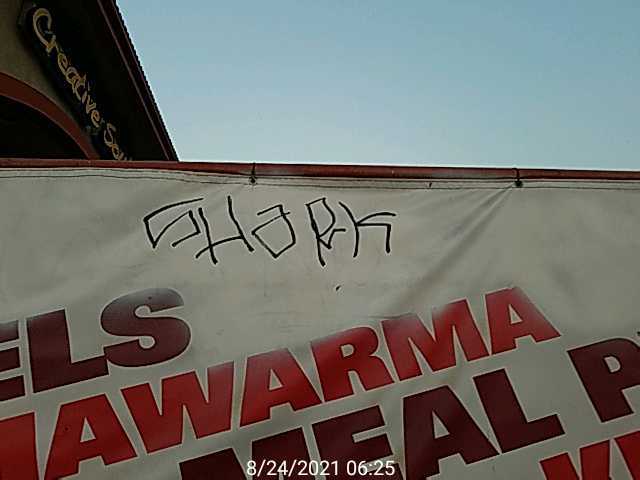 Creative
SHARK
ELS
AWARMA
MEAL P
8/24/2021 06:25